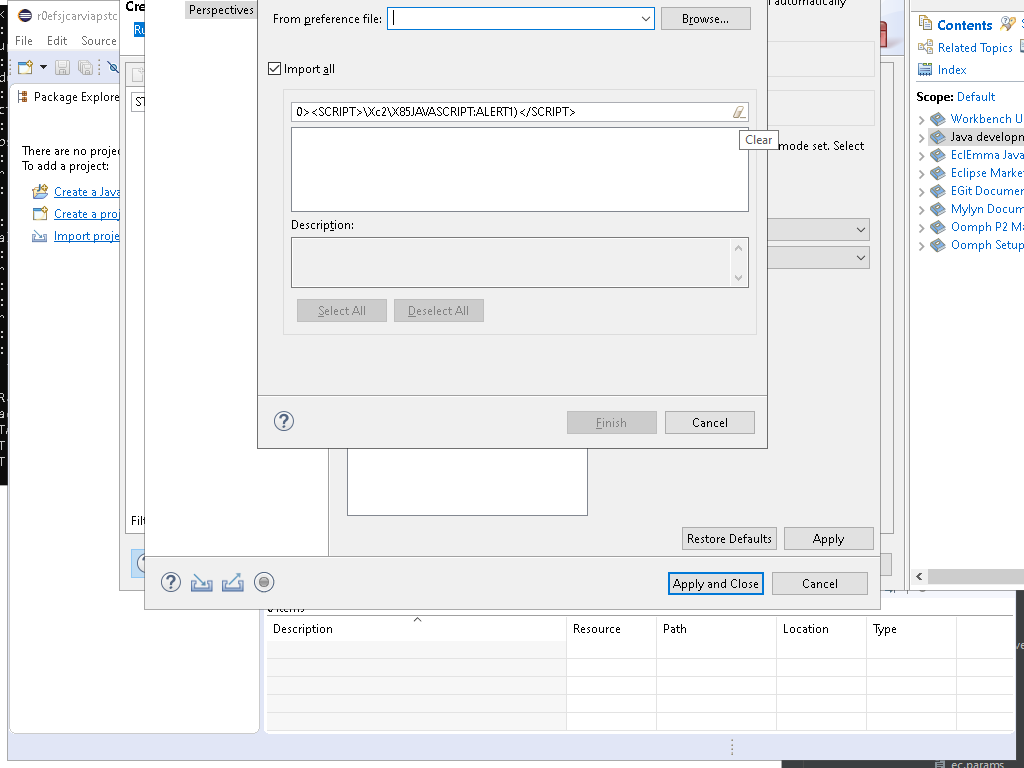 r0efsjcarviapstc
File Edit Source
Package Explore
There are no proje
To add a project:
Create a Java
Create a proj
Import proje
Cre
Ru
ST
Filt
Perspectives
From preference file:
Browse...
Import all
0><SCRIPT>\Xc2\X85JAVASCRIPT:ALERT1)</SCRIPT>
Clear
Description:
Select All Deselect All
Finish Cancel
automatically
mode set. Select
Restore Defaults Apply
Apply and Close Cancel
Contents
Related Topics
Index
Scope: Default
Workbench U
Java developm
EclEmma Java
Eclipse Marke
EGit Documen
Mylyn Docum
Oomph P2 Ma
Oomph Setup
0 items
Description Resource Path Location Type
ec.params